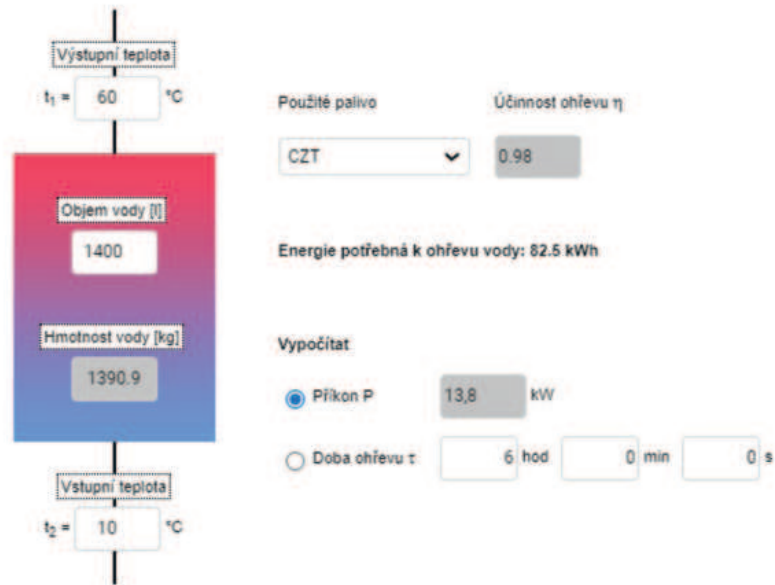 Výstupní teplota
t₁ = 60 °C
Použité palivo
Účinnost ohřevu η
CZT
0.98
Objem vody [l]
1400
Energie potřebná k ohřevu vody: 82.5 kWh
Hmotnost vody [kg]
1390.9
Vypočítat
Příkon P 13,8 kW
Doba ohřevu τ 6 hod 0 min 0 s
Vstupní teplota
t₂ = 10 °C